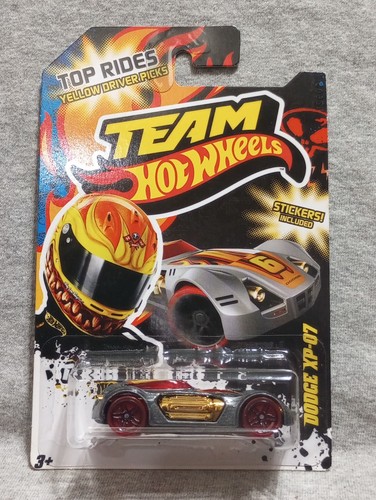 TOP RIDES
YELLOW DRIVER PICKS
TEAM
HOT WHEELS
STICKERS!
INCLUDED
DODGE XP-07
3+